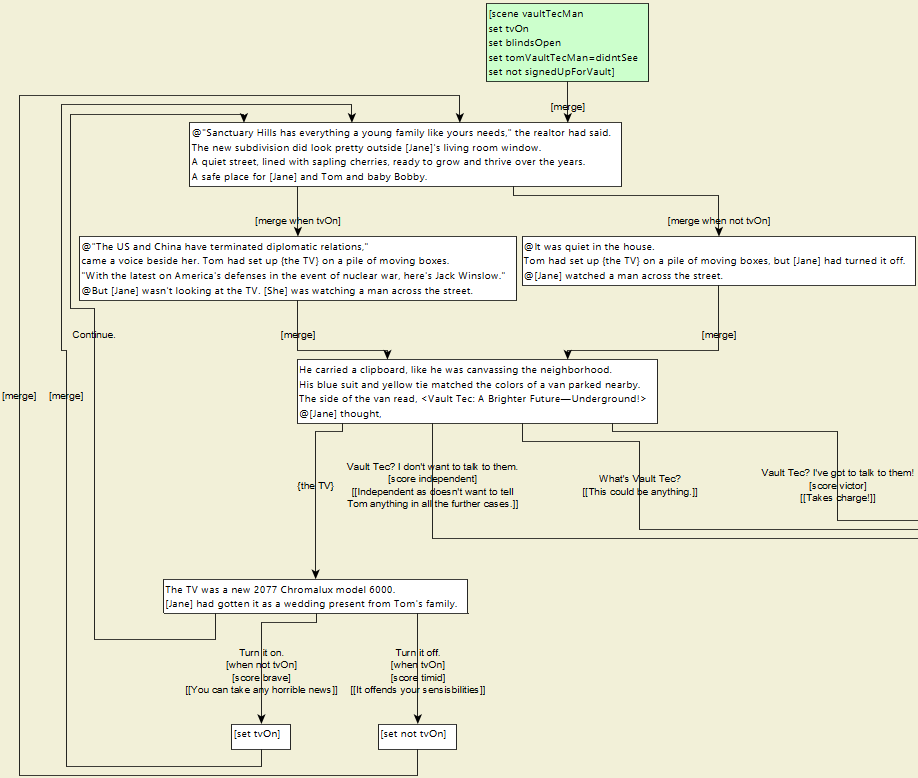 [scene vaultTecMan
set tvOn
set blindsOpen
set tomVaultTecMan=didntSee
set not signedUpForVault]
[merge]
@"Sanctuary Hills has everything a young family like yours needs," the realtor had said.
The new subdivision did look pretty outside [Jane]'s living room window.
A quiet street, lined with sapling cherries, ready to grow and thrive over the years.
A safe place for [Jane] and Tom and baby Bobby.
[merge when tvOn]
[merge when not tvOn]
@"The US and China have terminated diplomatic relations,"
came a voice beside her. Tom had set up {the TV} on a pile of moving boxes.
"With the latest on America's defenses in the event of nuclear war, here's Jack Winslow."
@But [Jane] wasn't looking at the TV. [She] was watching a man across the street.
@It was quiet in the house.
Tom had set up {the TV} on a pile of moving boxes, but [Jane] had turned it off.
@[Jane] watched a man across the street.
Continue.
[merge]
[merge]
He carried a clipboard, like he was canvassing the neighborhood.
His blue suit and yellow tie matched the colors of a van parked nearby.
The side of the van read, <Vault Tec: A Brighter Future—Underground!>
@[Jane] thought,
[merge]
[merge]
{the TV}
Vault Tec? I don't want to talk to them.
[score independent]
[[Independent as doesn't want to tell
Tom anything in all the further cases.]]
What's Vault Tec?
[[This could be anything.]]
Vault Tec? I've got to talk to them!
[score victor]
[[Takes charge!]]
The TV was a new 2077 Chromalux model 6000.
[Jane] had gotten it as a wedding present from Tom's family.
Turn it on.
[when not tvOn]
[score brave]
[[You can take any horrible news]]
Turn it off.
[when tvOn]
[score timid]
[[It offends your sensisbilities]]
[set tvOn]
[set not tvOn]